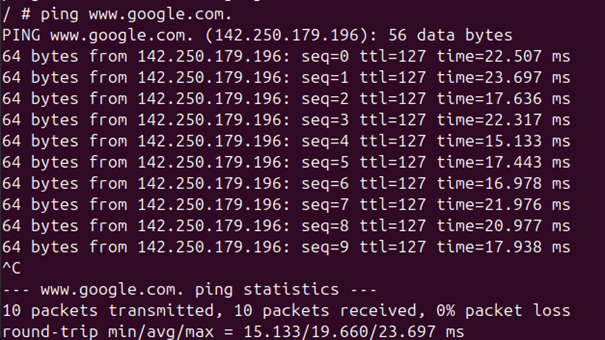 / # ping www.google.com.
PING www.google.com. (142.250.179.196): 56 data bytes
64 bytes from 142.250.179.196: seq=0 ttl=127 time=22.507 ms
64 bytes from 142.250.179.196: seq=1 ttl=127 time=23.697 ms
64 bytes from 142.250.179.196: seq=2 ttl=127 time=17.636 ms
64 bytes from 142.250.179.196: seq=3 ttl=127 time=22.317 ms
64 bytes from 142.250.179.196: seq=4 ttl=127 time=15.133 ms
64 bytes from 142.250.179.196: seq=5 ttl=127 time=17.443 ms
64 bytes from 142.250.179.196: seq=6 ttl=127 time=16.978 ms
64 bytes from 142.250.179.196: seq=7 ttl=127 time=21.976 ms
64 bytes from 142.250.179.196: seq=8 ttl=127 time=20.977 ms
64 bytes from 142.250.179.196: seq=9 ttl=127 time=17.938 ms
^C
--- www.google.com. ping statistics ---
10 packets transmitted, 10 packets received, 0% packet loss
round-trip min/avg/max = 15.133/19.660/23.697 ms